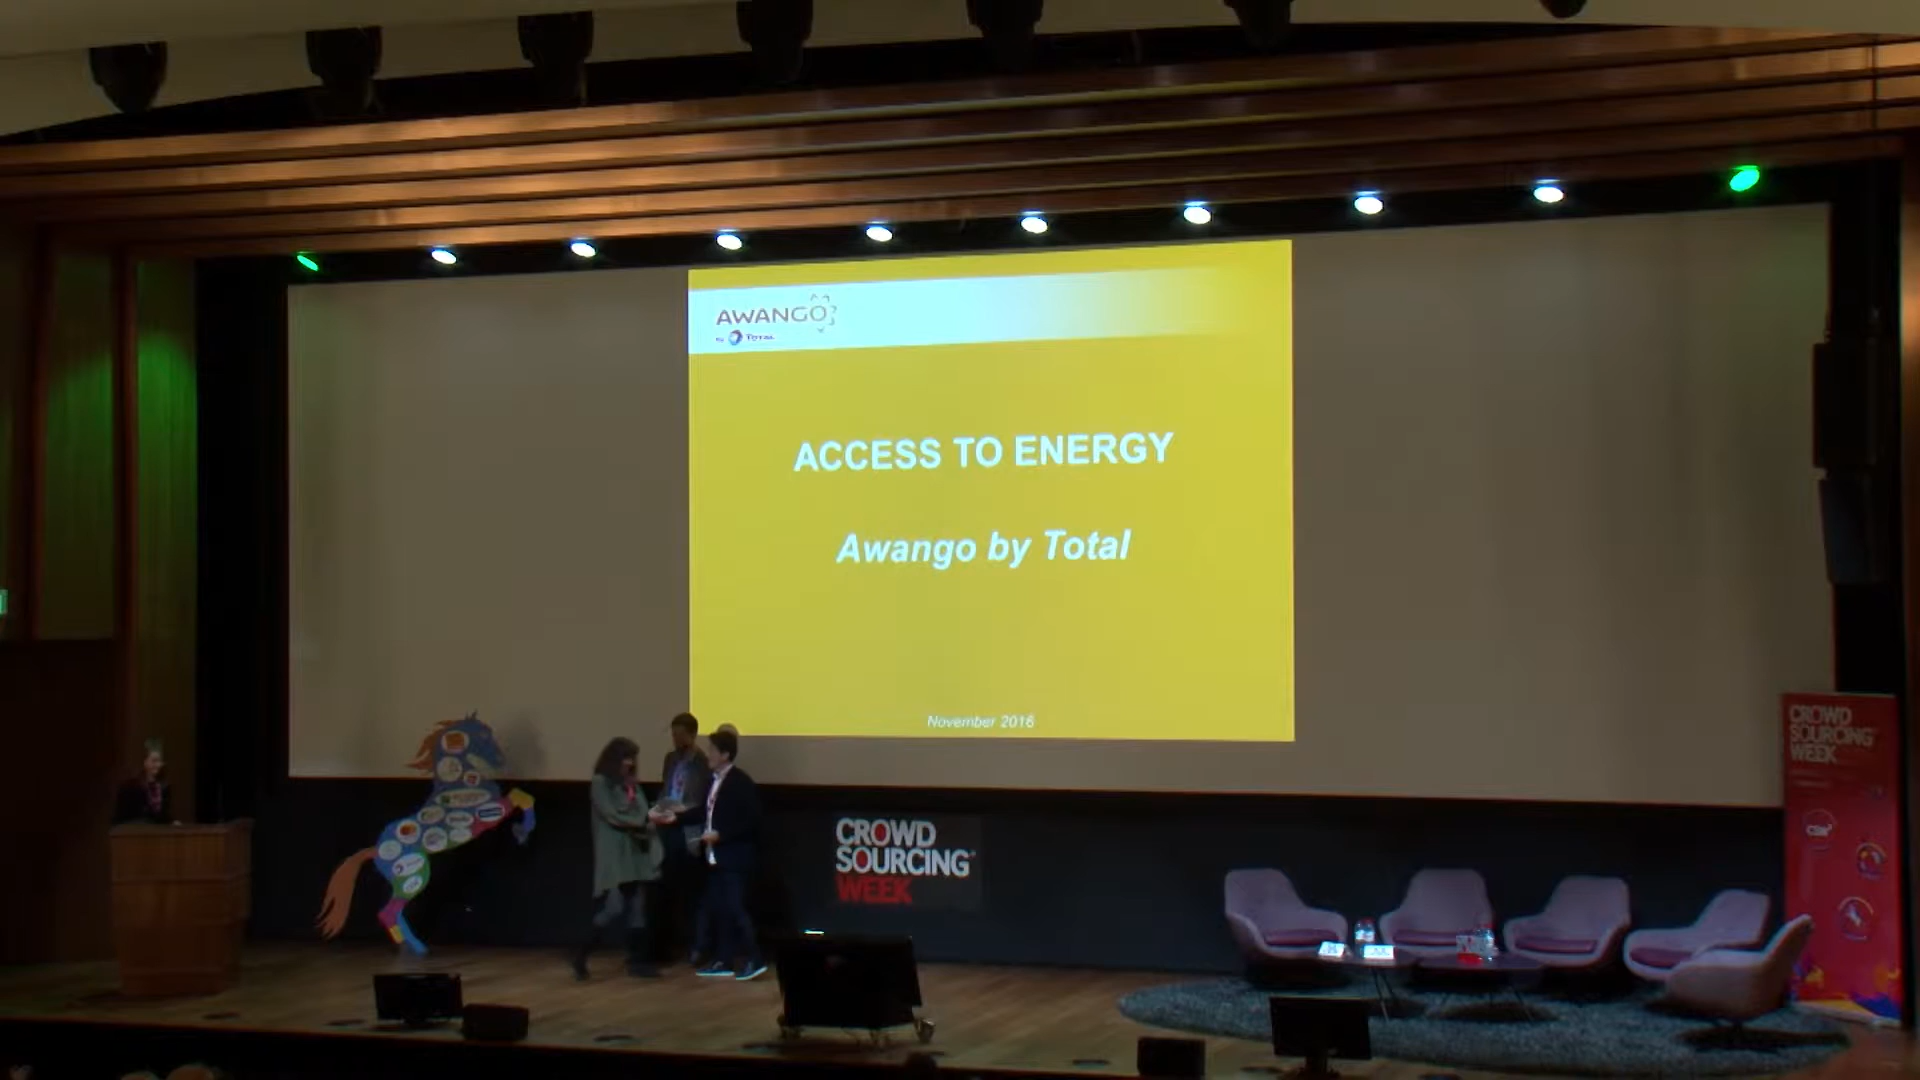 AWANGO
by TOTAL
ACCESS TO ENERGY
Awango by Total
November 2016
CROWD
SOURCING
WEEK
CROWD
SOURCING
WEEK